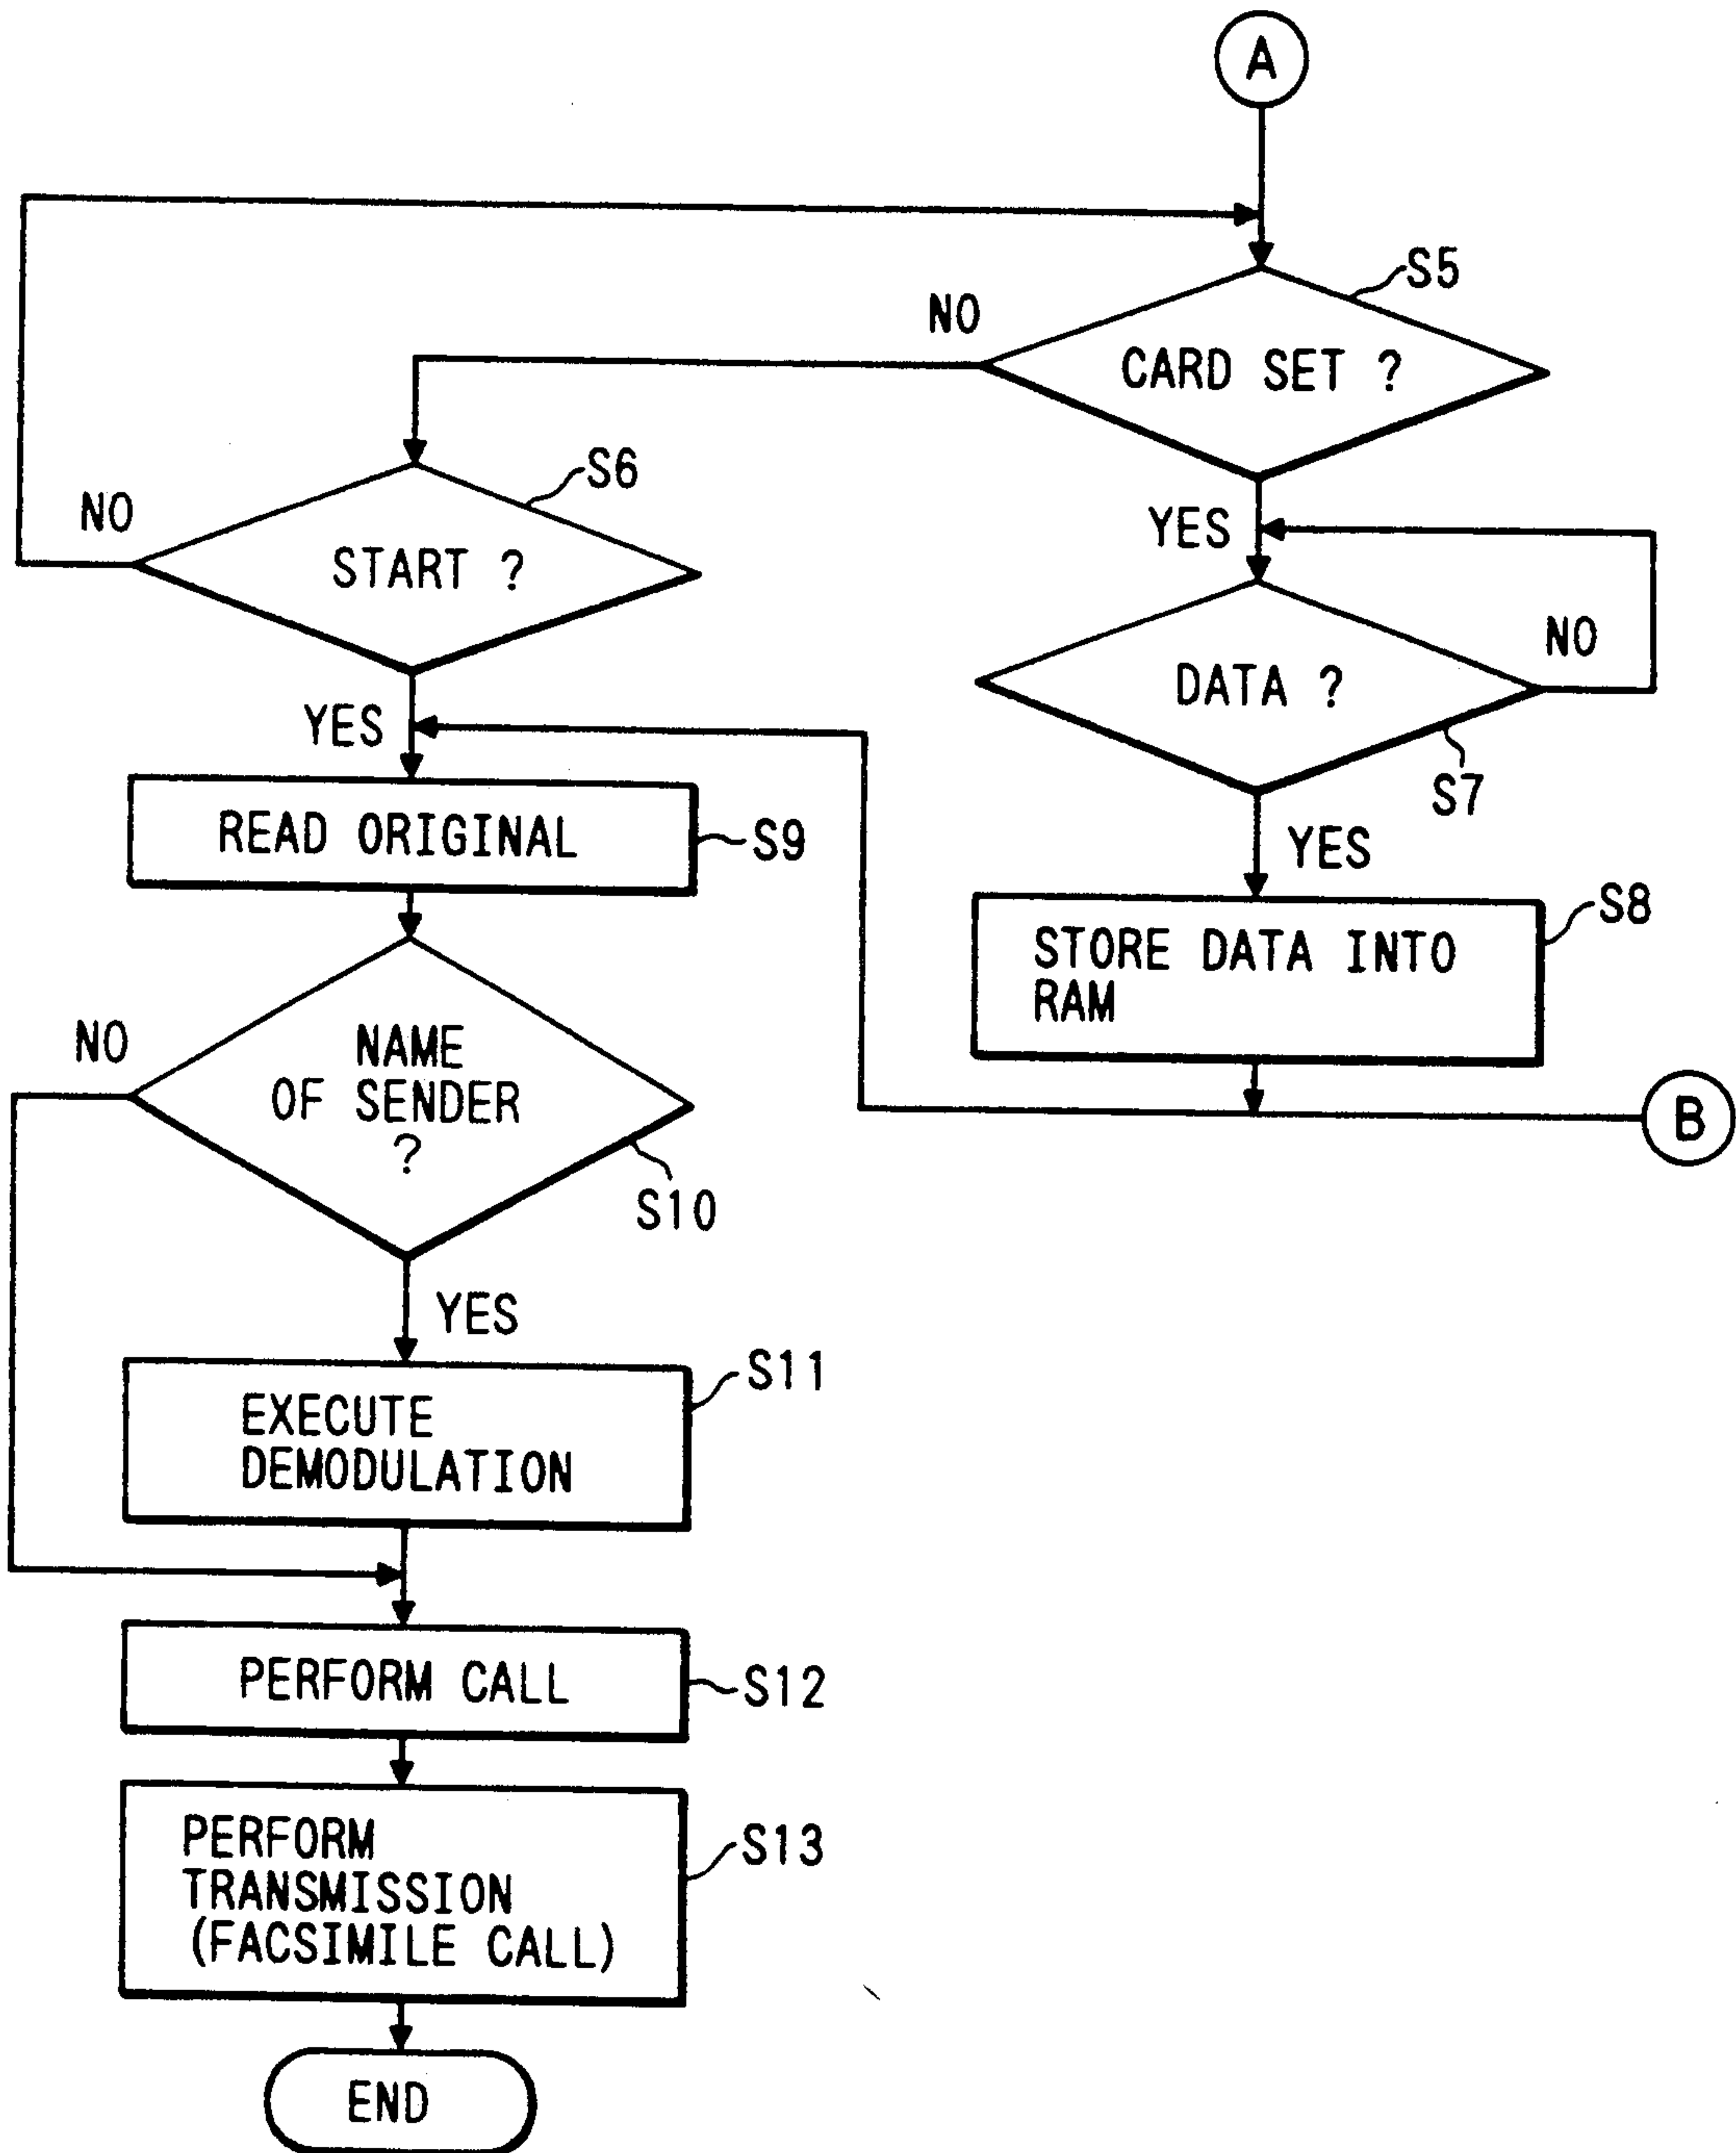 A
S5
NO
CARD SET ?
S6
NO
YES
START ?
NO
DATA ?
YES
S7
READ ORIGINAL
S9
YES
S8
STORE DATA INTO
RAM
NO
NAME
OF SENDER
?
B
S10
YES
S11
EXECUTE
DEMODULATION
PERFORM CALL
S12
PERFORM
S13
TRANSMISSION
(FACSIMILE CALL)
END